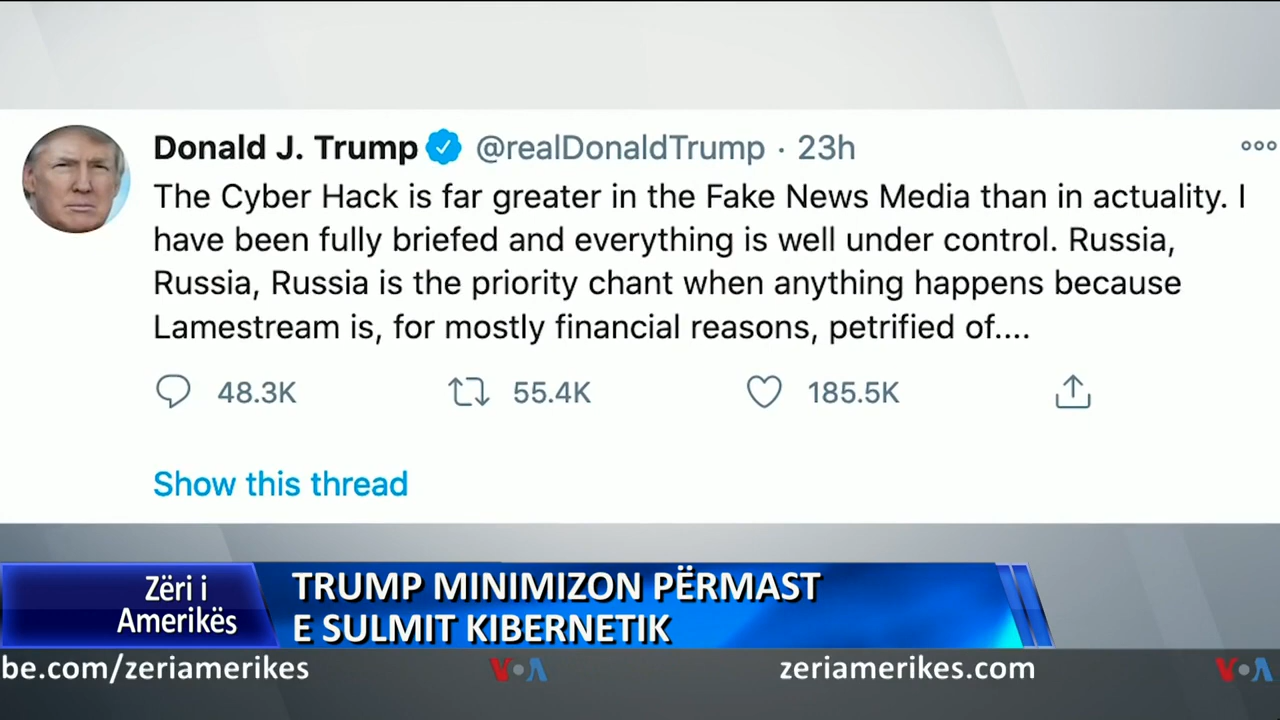 Donald J. Trump @realDonaldTrump · 23h
The Cyber Hack is far greater in the Fake News Media than in actuality. I
have been fully briefed and everything is well under control. Russia,
Russia, Russia is the priority chant when anything happens because
Lamestream is, for mostly financial reasons, petrified of....
48.3K 55.4K 185.5K
Show this thread
Zëri i
Amerikës
TRUMP MINIMIZON PËRMAST
E SULMIT KIBERNETIK
be.com/zeriamerikes VOA zeriamerikes.com VOA